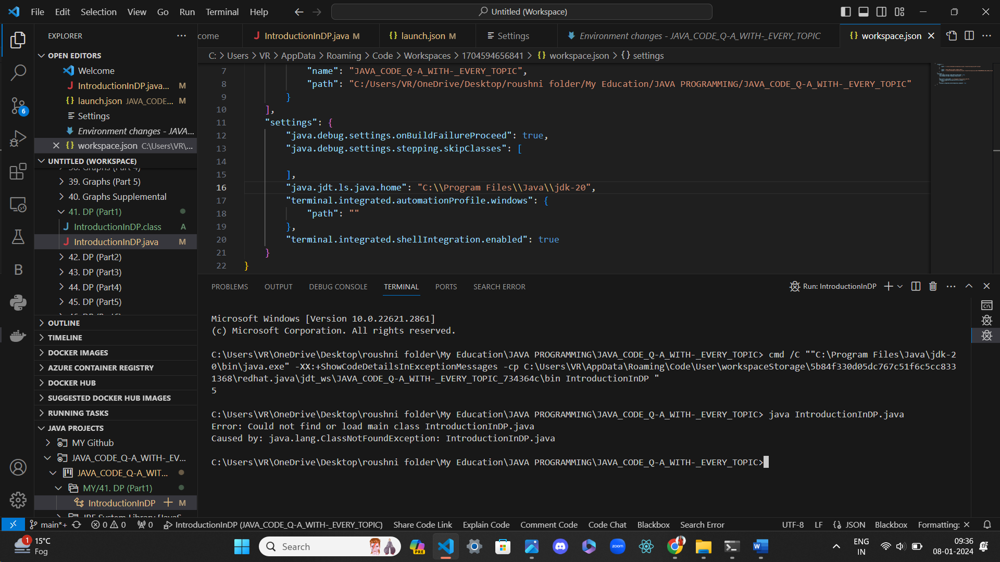 File Edit Selection View Go Run Terminal Help
Untitled (Workspace)
EXPLORER
OPEN EDITORS
Welcome
IntroductionInDP.java... M
launch.json JAVA_CODE... M
Settings
Environment changes - JAVA...
workspace.json C:\Users\VR\...
UNTITLED (WORKSPACE)
38. Graphs (Part 4)
39. Graphs (Part 5)
40. Graphs Supplemental
41. DP (Part1)
IntroductionInDP.class A
IntroductionInDP.java M
42. DP (Part2)
43. DP (Part3)
44. DP (Part4)
45. DP (Part5)
OUTLINE
TIMELINE
DOCKER IMAGES
AZURE CONTAINER REGISTRY
DOCKER HUB
SUGGESTED DOCKER HUB IMAGES
RUNNING TASKS
JAVA PROJECTS
MY Github
JAVA_CODE_Q-A_WITH-_EV...
JAVA_CODE_Q-A_WIT...
MY/41. DP (Part1)
IntroductionInDP + M
JRE System Library [JavaS
6
B
come
IntroductionInDP.java M
launch.json M
Settings
Environment changes - JAVA_CODE_Q-A_WITH-_EVERY_TOPIC
workspace.json
C: > Users > VR > AppData > Roaming > Code > Workspaces > 1704594656841 > {} workspace.json > {} settings
7 "name": "JAVA_CODE_Q-A_WITH-_EVERY_TOPIC",
8 "path": "C:/Users/VR/OneDrive/Desktop/roushni folder/My Education/JAVA PROGRAMMING/JAVA_CODE_Q-A_WITH-_EVERY_TOPIC"
9 }
10 ],
11 "settings": {
12 "java.debug.settings.onBuildFailureProceed": true,
13 "java.debug.settings.stepping.skipClasses": [
14
15 ],
16 "java.jdt.ls.java.home": "C:\\Program Files\\Java\\jdk-20",
17 "terminal.integrated.automationProfile.windows": {
18 "path": ""
19 },
20 "terminal.integrated.shellIntegration.enabled": true
21 }
22 }
PROBLEMS OUTPUT DEBUG CONSOLE TERMINAL PORTS SEARCH ERROR
Run: IntroductionInDP
Microsoft Windows [Version 10.0.22621.2861]
(c) Microsoft Corporation. All rights reserved.
C:\Users\VR\OneDrive\Desktop\roushni folder\My Education\JAVA PROGRAMMING\JAVA_CODE_Q-A_WITH-_EVERY_TOPIC> cmd /C ""C:\Program Files\Java\jdk-2
0\bin\java.exe" -XX:+ShowCodeDetailsInExceptionMessages -cp C:\Users\VR\AppData\Roaming\Code\User\workspaceStorage\5b84f330d05dc767c51f6c5cc833
1368\redhat.java\jdt_ws\JAVA_CODE_Q-A_WITH-_EVERY_TOPIC_734364c\bin IntroductionInDP "
5
C:\Users\VR\OneDrive\Desktop\roushni folder\My Education\JAVA PROGRAMMING\JAVA_CODE_Q-A_WITH-_EVERY_TOPIC> java IntroductionInDP.java
Error: Could not find or load main class IntroductionInDP.java
Caused by: java.lang.ClassNotFoundException: IntroductionInDP.java
C:\Users\VR\OneDrive\Desktop\roushni folder\My Education\JAVA PROGRAMMING\JAVA_CODE_Q-A_WITH-_EVERY_TOPIC>
main*+ 0 0 0 IntroductionInDP (JAVA_CODE_Q-A_WITH-_EVERY_TOPIC) Share Code Link Explain Code Comment Code Code Chat Blackbox Search Error UTF-8 LF {} JSON Blackbox Formatting: ×
1 15°C
Fog
Search
PRE
zoom
ENG
IN
09:36
08-01-2024